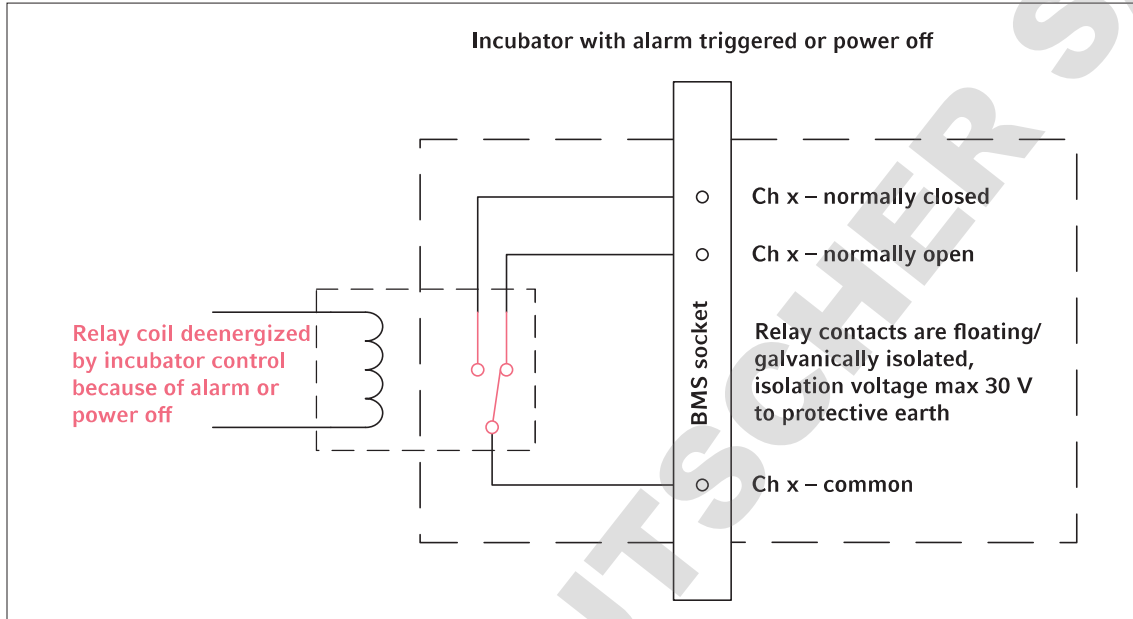 Incubator with alarm triggered or power off
Ch x – normally closed
Ch x – normally open
Relay coil deenergized
by incubator control
because of alarm or
power off
BMS socket
Relay contacts are floating/
galvanically isolated,
isolation voltage max 30 V
to protective earth
Ch x – common
UTSCHER S